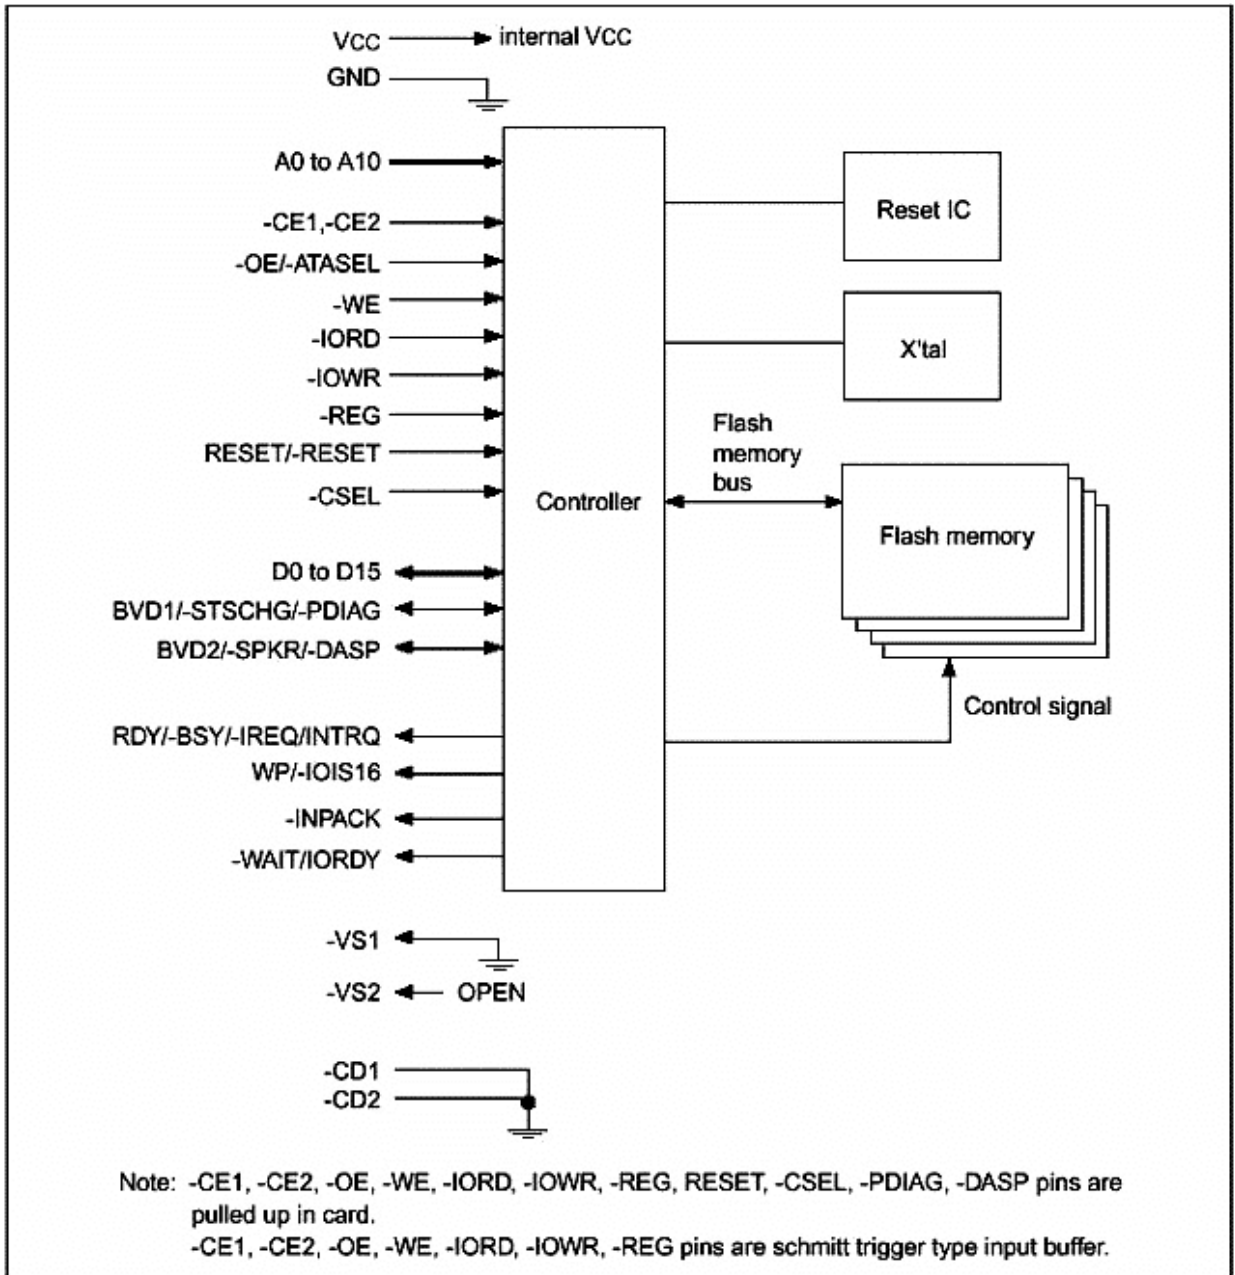 VCC
internal VCC
GND
A0 to A10
-CE1,-CE2
-OE/-ATASEL
-WE
-IORD
-IOWR
-REG
RESET/-RESET
-CSEL
D0 to D15
BVD1/-STSCHG/-PDIAG
BVD2/-SPKR/-DASP
RDY/-BSY/-IREQ/INTRQ
WP/-IOIS16
-INPACK
-WAIT/IORDY
-VS1
-VS2
OPEN
-CD1
-CD2
Controller
Reset IC
X'tal
Flash
memory
bus
Flash memory
Control signal
Note: -CE1, -CE2, -OE, -WE, -IORD, -IOWR, -REG, RESET, -CSEL, -PDIAG, -DASP pins are
pulled up in card.
-CE1, -CE2, -OE, -WE, -IORD, -IOWR, -REG pins are schmitt trigger type input buffer.